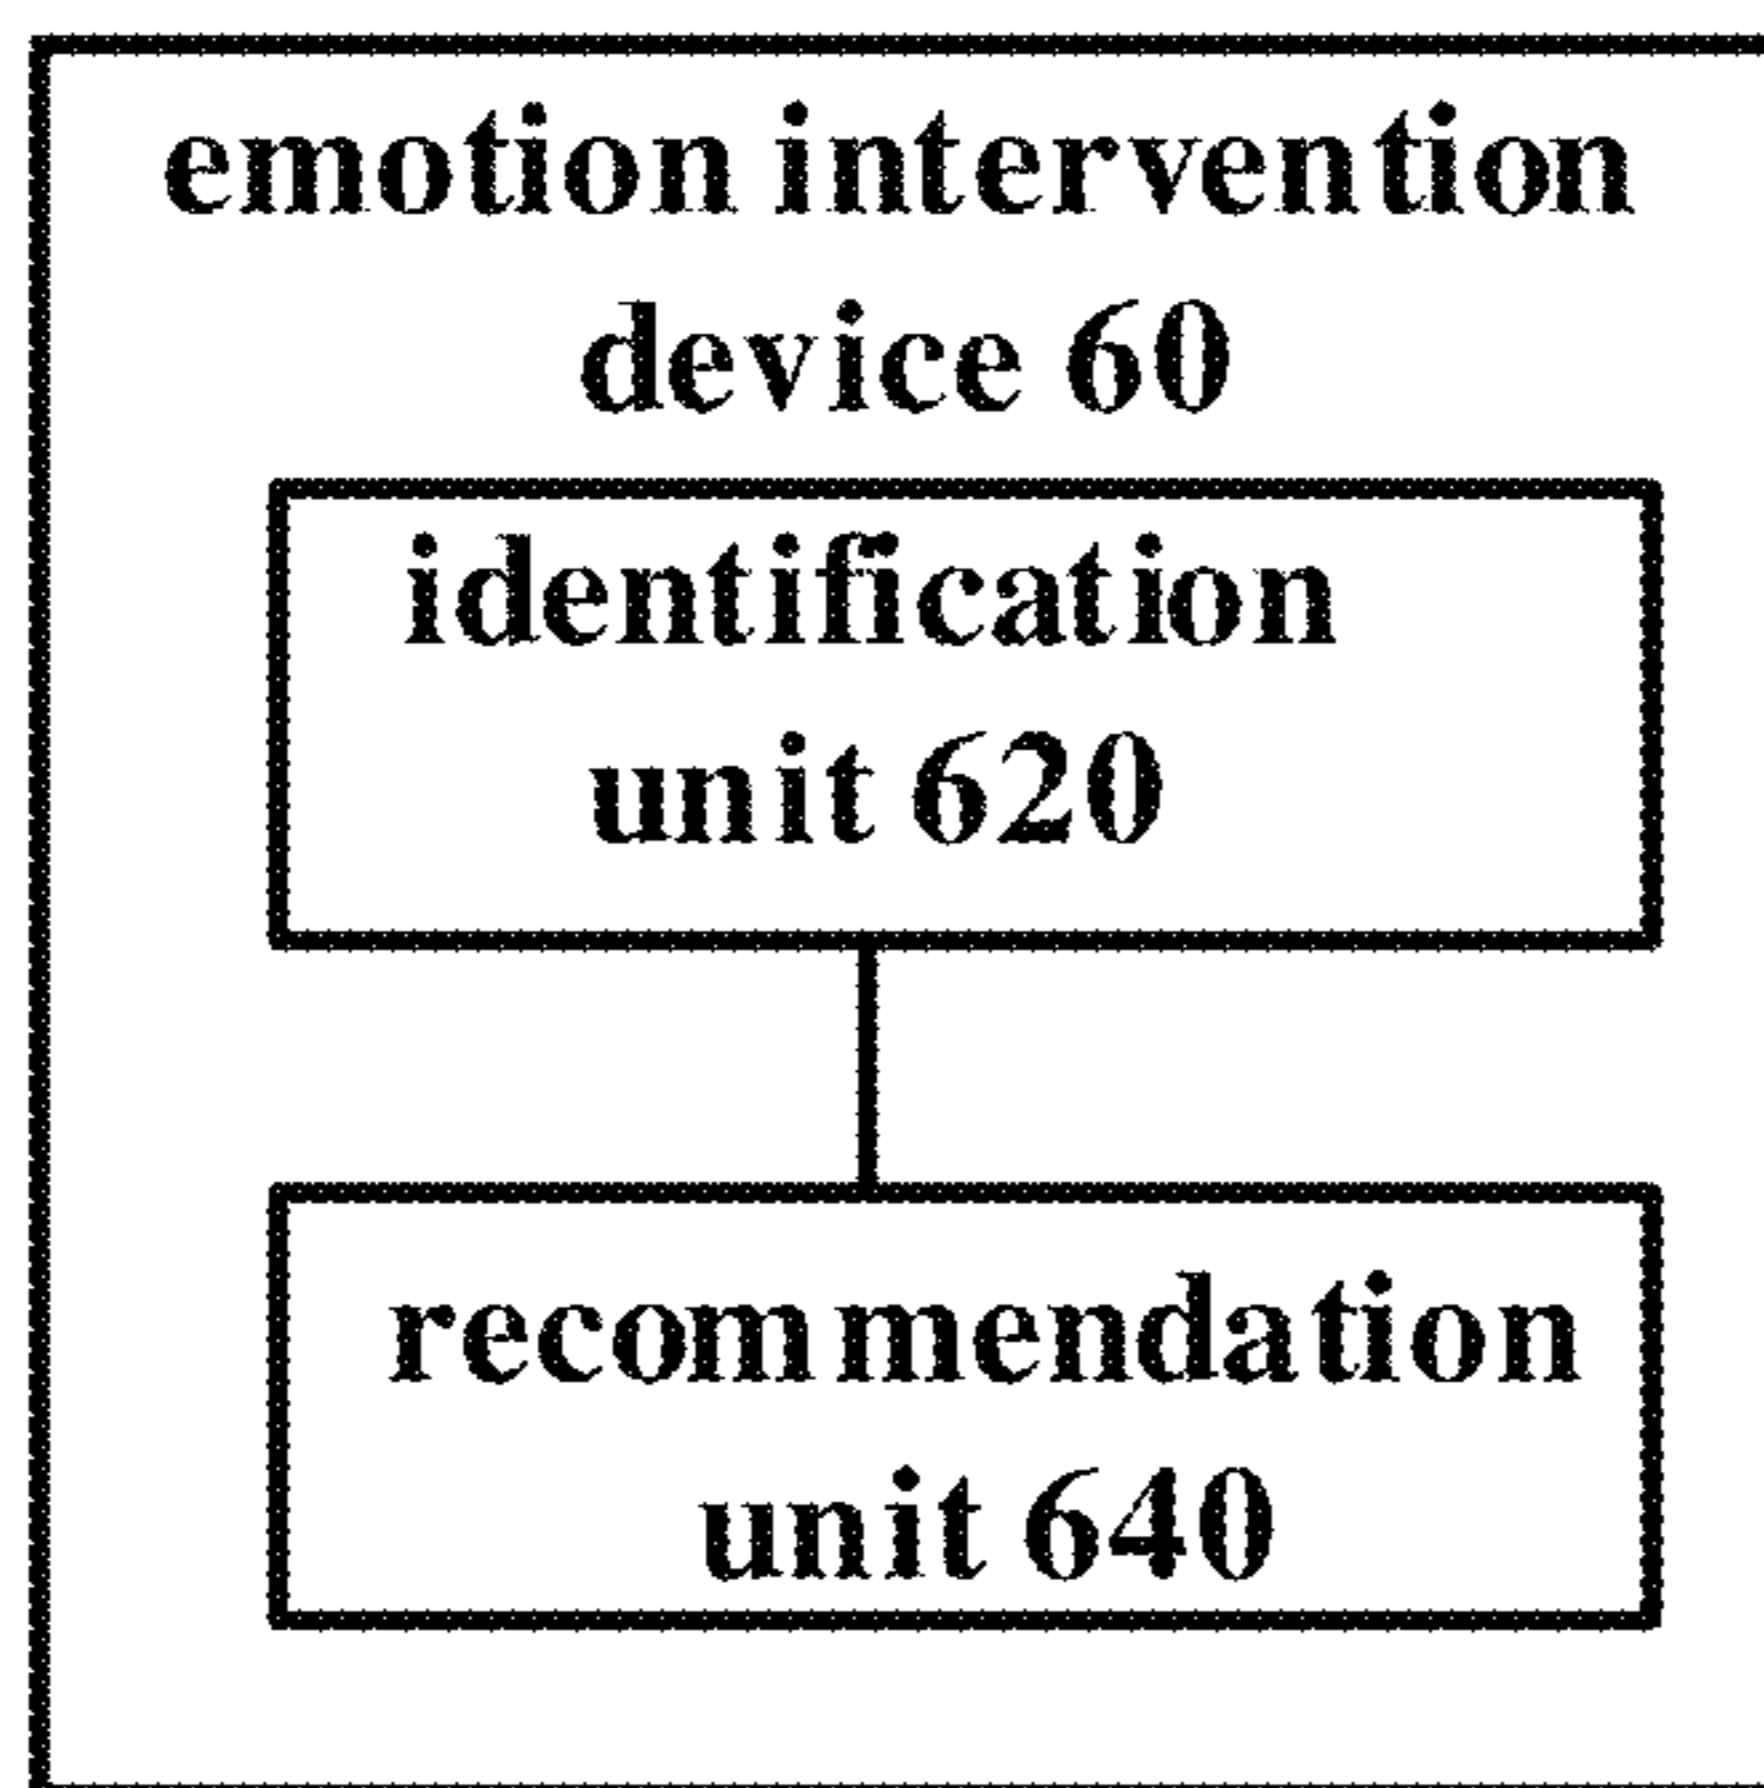 emotion intervention
device 60
identification
unit 620
recommendation
unit 640